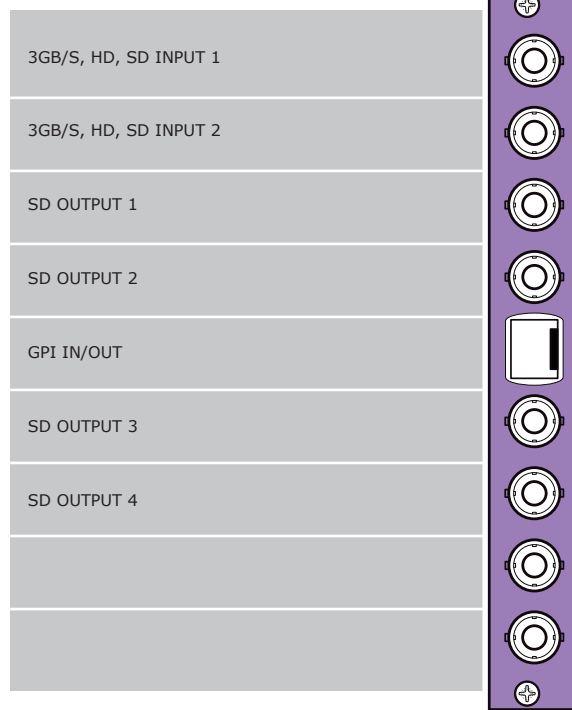 3GB/S, HD, SD INPUT 1
3GB/S, HD, SD INPUT 2
SD OUTPUT 1
SD OUTPUT 2
GPI IN/OUT
SD OUTPUT 3
SD OUTPUT 4